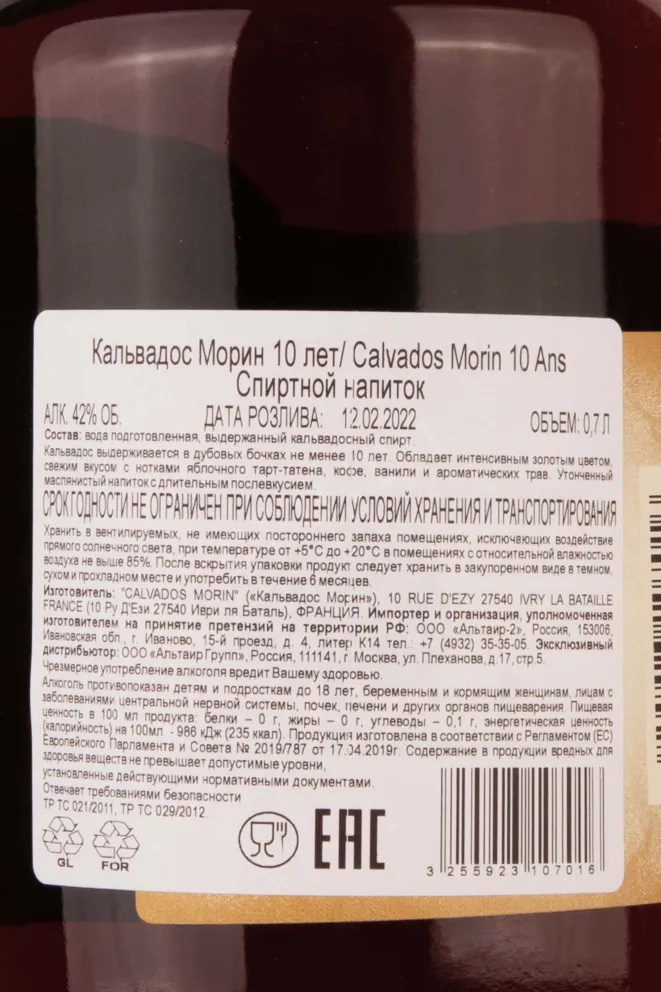 Кальвадос Морин 10 лет/ Calvados Morin 10 Ans
Спиртной напиток
АЛК. 42% ОБ. ДАТА РОЗЛИВА: 12.02.2022 ОБЪЕМ: 0,7 Л
Состав: вода подготовленная, выдержанный кальвадосный спирт.
Кальвадос выдерживается в дубовых бочках не менее 10 лет. Обладает интенсивным золотым цветом,
свежим вкусом с нотками яблочного тарт-татена, кофе, ванили и ароматических трав. Утонченный
маслянистый напиток с длительным послевкусием.
СРОК ГОДНОСТИ НЕ ОГРАНИЧЕН ПРИ СОБЛЮДЕНИИ УСЛОВИЙ ХРАНЕНИЯ И ТРАНСПОРТИРОВАНИЯ
Хранить в вентилируемых, не имеющих постороннего запаха помещениях, исключающих воздействие
прямого солнечного света, при температуре от +5°С до +20°С в помещениях с относительной влажностью
воздуха не выше 85%. После вскрытия упаковки продукт следует хранить в закупоренном виде в темном,
сухом и прохладном месте и употребить в течение 6 месяцев.
Изготовитель: "CALVADOS MORIN" («Кальвадос Морин»), 10 RUE D'EZY 27540 IVRY LA BATAILLE
FRANCE (10 Ру Д'Ези 27540 Иври ля Баталь), ФРАНЦИЯ. Импортер и организация, уполномоченная
изготовителем на принятие претензий на территории РФ: ООО «Альтаир-2», Россия, 153006,
Ивановская обл., г. Иваново, 15-й проезд, д. 4, литер К14 тел.: +7 (4932) 35-35-05. Эксклюзивный
дистрибьютор: ООО «Альтаир Групп», Россия, 111141, г. Москва, ул. Плеханова, д.17, стр.5.
Чрезмерное употребление алкоголя вредит Вашему здоровью.
Алкоголь противопоказан детям и подросткам до 18 лет, беременным и кормящим женщинам, лицам с
заболеваниями центральной нервной системы, почек, печени и других органов пищеварения. Пищевая
ценность в 100 мл продукта: белки – 0 г, жиры – 0 г, углеводы – 0,1 г, энергетическая ценность
(калорийность) на 100мл - 986 кДж (235 ккал). Продукция изготовлена в соответствии с Регламентом (ЕС)
Европейского Парламента и Совета № 2019/787 от 17.04.2019г. Содержание в продукции вредных для
здоровья веществ не превышает допустимые уровни,
установленные действующими нормативными документами.
Отвечает требованиями безопасности
ТР ТС 021/2011, ТР ТС 029/2012.
GL FOR
EAC
3 255923 107016